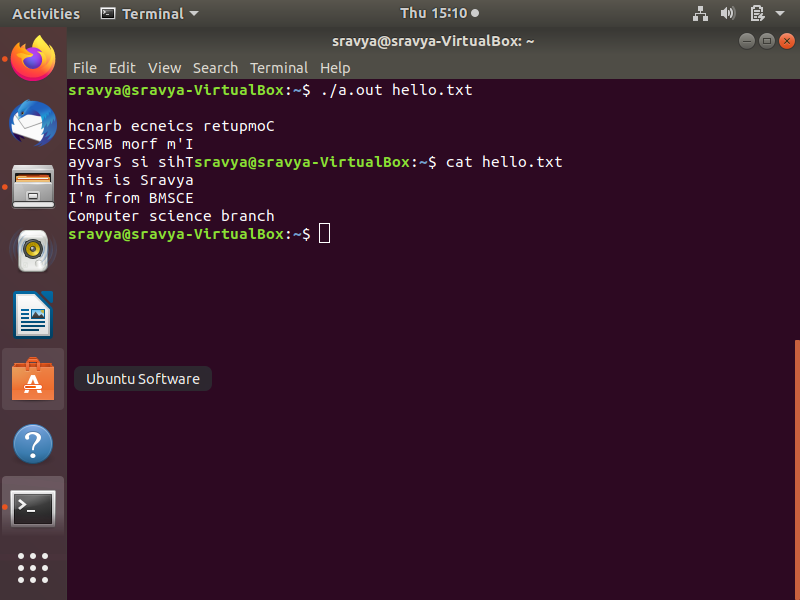 Activities Terminal Thu 15:10
sravya@sravya-VirtualBox: ~
File Edit View Search Terminal Help
sravya@sravya-VirtualBox:~$ ./a.out hello.txt
hcnarb ecneics retupmoC
ECSMB morf m'I
ayvarS si sihTsravya@sravya-VirtualBox:~$ cat hello.txt
This is Sravya
I'm from BMSCE
Computer science branch
sravya@sravya-VirtualBox:~$
Ubuntu Software